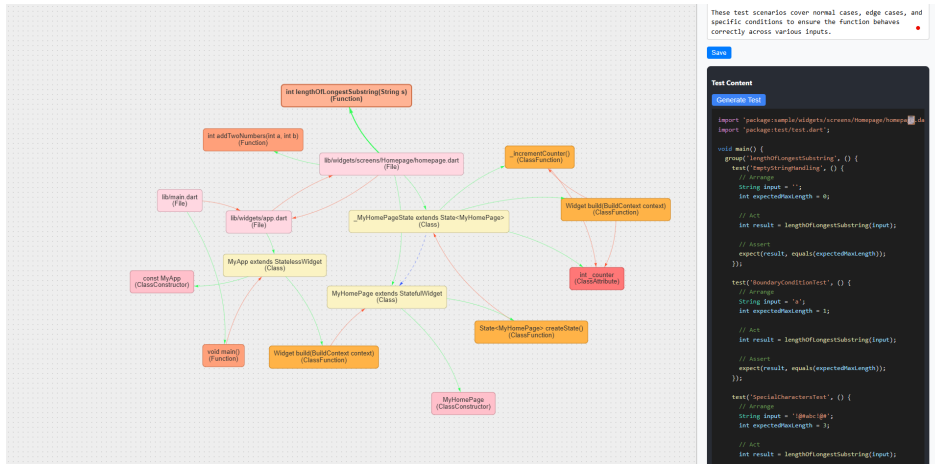 int lengthOfLongestSubstring(String s)
(Function)
int addTwoNumbers(int a, int b)
(Function)
lib/widgets/screens/Homepage/homepage.dart
(File)
_incrementCounter()
(ClassFunction)
lib/main.dart
(File)
lib/widgets/app.dart
(File)
_MyHomePageState extends State<MyHomePage>
(Class)
Widget build(BuildContext context)
(ClassFunction)
MyApp extends StatelessWidget
(Class)
const MyApp
(ClassConstructor)
int _counter
(ClassAttribute)
MyHomePage extends StatefulWidget
(Class)
State<MyHomePage> createState()
(ClassFunction)
void main()
(Function)
Widget build(BuildContext context)
(ClassFunction)
MyHomePage
(ClassConstructor)
These test scenarios cover normal cases, edge cases, and
specific conditions to ensure the function behaves
correctly across various inputs.
Save
Test Content
Generate Test
import 'package:sample/widgets/screens/Homepage/homepage.da
import 'package:test/test.dart';
void main() {
group('lengthOfLongestSubstring', () {
test('EmptyStringHandling', () {
// Arrange
String input = '';
int expectedMaxLength = 0;
// Act
int result = lengthOfLongestSubstring(input);
// Assert
expect(result, equals(expectedMaxLength));
});
test('BoundaryConditionTest', () {
// Arrange
String input = 'a';
int expectedMaxLength = 1;
// Act
int result = lengthOfLongestSubstring(input);
// Assert
expect(result, equals(expectedMaxLength));
});
test('SpecialCharactersTest', () {
// Arrange
String input = '!@#abc!@#';
int expectedMaxLength = 3;
// Act
int result = lengthOfLongestSubstring(input);